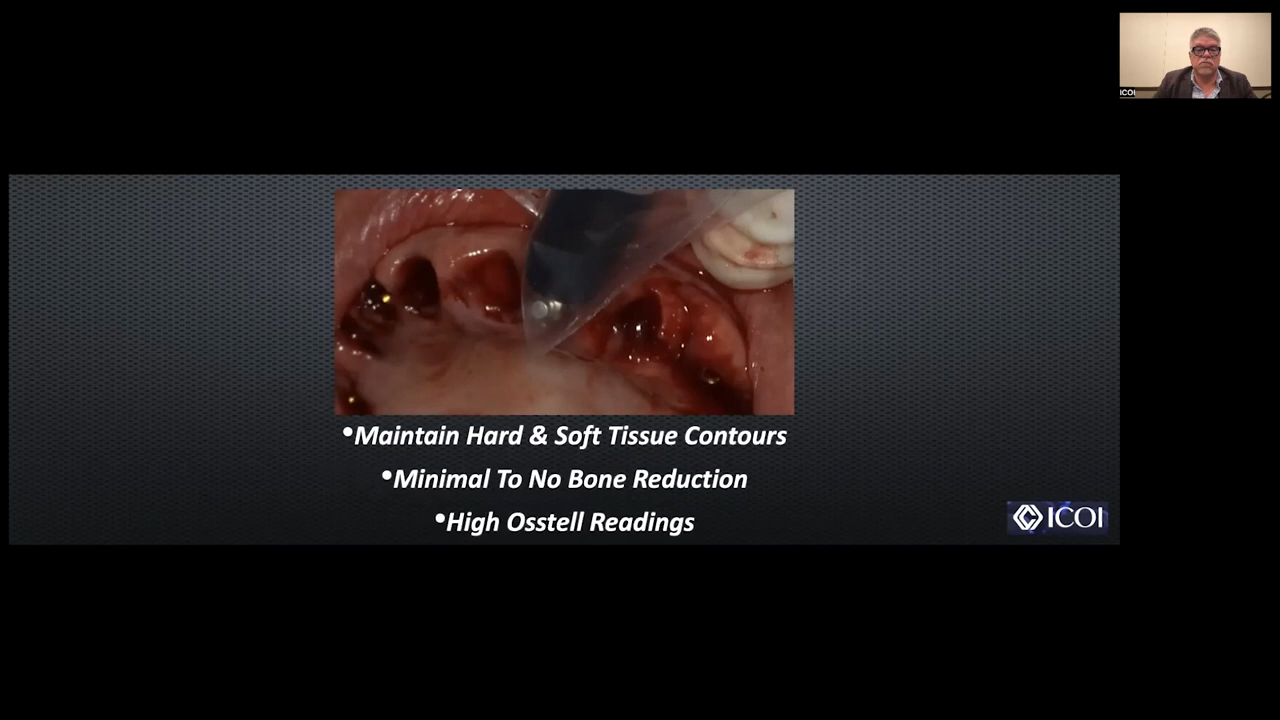 ICOI
•Maintain Hard & Soft Tissue Contours
•Minimal To No Bone Reduction
•High Osstell Readings
ICOI